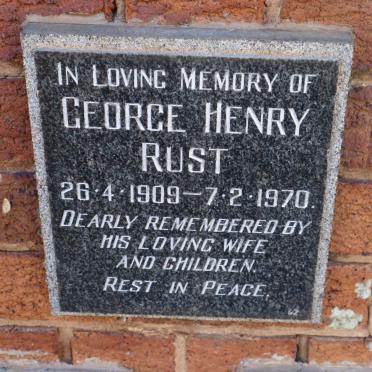 In Loving Memory of
George Henry
Rust
26·4·1909—7·2·1970.
Dearly remembered by
his loving wife
and children.
Rest in Peace.